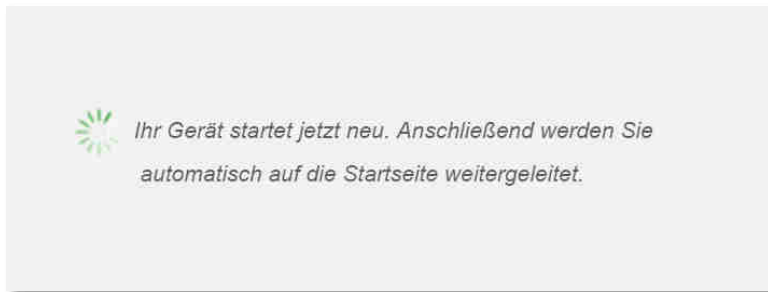 Ihr Gerät startet jetzt neu. Anschließend werden Sie
automatisch auf die Startseite weitergeleitet.